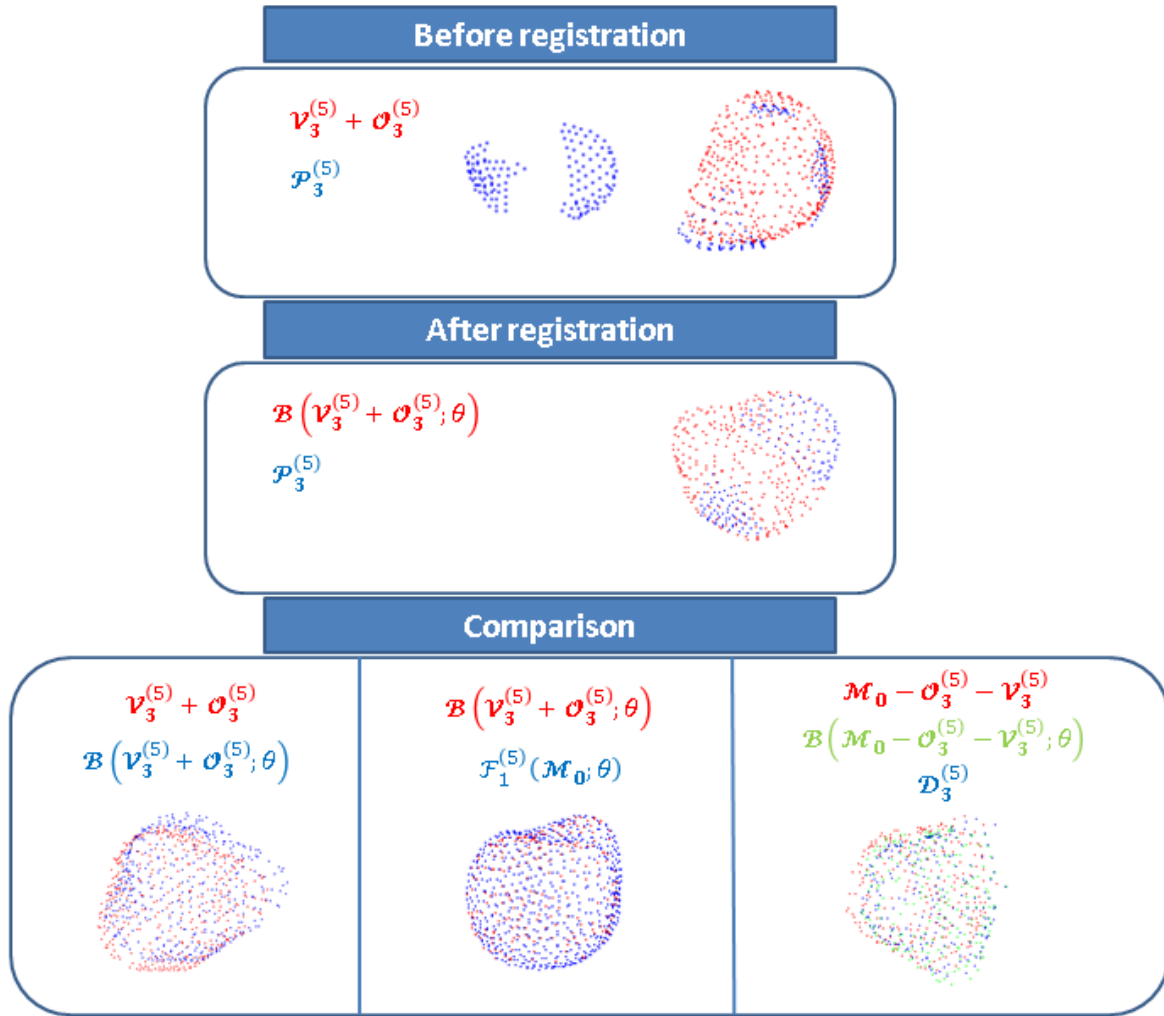 Before registration
𝒱₃⁽⁵⁾ + 𝒪₃⁽⁵⁾
𝒫₃⁽⁵⁾
After registration
ℬ(𝒱₃⁽⁵⁾ + 𝒪₃⁽⁵⁾; θ)
𝒫₃⁽⁵⁾
Comparison
𝒱₃⁽⁵⁾ + 𝒪₃⁽⁵⁾
ℬ(𝒱₃⁽⁵⁾ + 𝒪₃⁽⁵⁾; θ)
ℬ(𝒱₃⁽⁵⁾ + 𝒪₃⁽⁵⁾; θ)
ℱ₁⁽⁵⁾(ℳ₀; θ)
ℳ₀ − 𝒪₃⁽⁵⁾ − 𝒱₃⁽⁵⁾
ℬ(ℳ₀ − 𝒪₃⁽⁵⁾ − 𝒱₃⁽⁵⁾; θ)
𝒟₃⁽⁵⁾